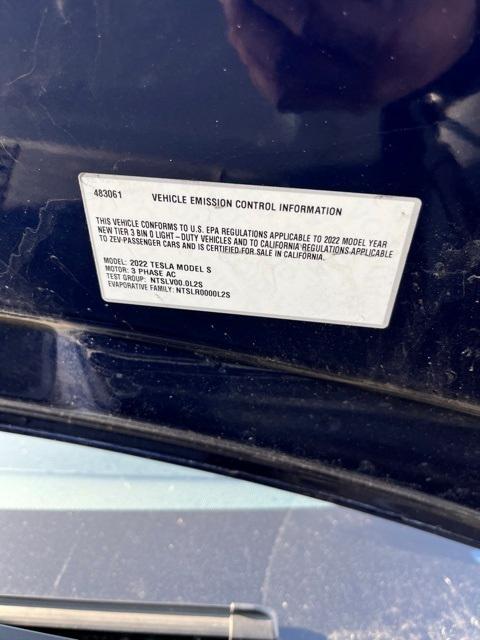 483061 VEHICLE EMISSION CONTROL INFORMATION
THIS VEHICLE CONFORMS TO U.S. EPA REGULATIONS APPLICABLE TO 2022 MODEL YEAR
NEW TIER 3 BIN 0 LIGHT-DUTY VEHICLES AND TO CALIFORNIA REGULATIONS APPLICABLE
TO ZEV-PASSENGER CARS AND IS CERTIFIED FOR SALE IN CALIFORNIA.
MODEL: 2022 TESLA MODEL S
MOTOR: 3 PHASE AC
TEST GROUP: NTSLV00.0L2S
EVAPORATIVE FAMILY: NTSLR0000L2S